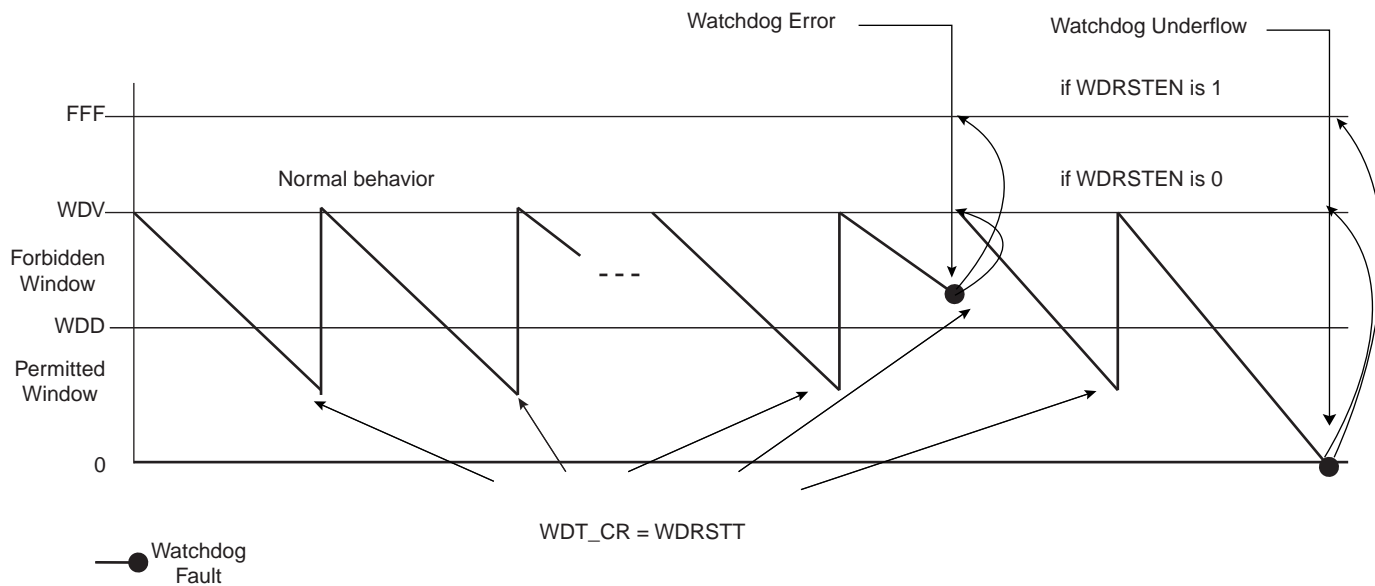 Watchdog Error
Watchdog Underflow
if WDRSTEN is 1
FFF
Normal behavior
if WDRSTEN is 0
WDV
Forbidden
Window
WDD
Permitted
Window
0
WDT_CR = WDRSTT
Watchdog
Fault